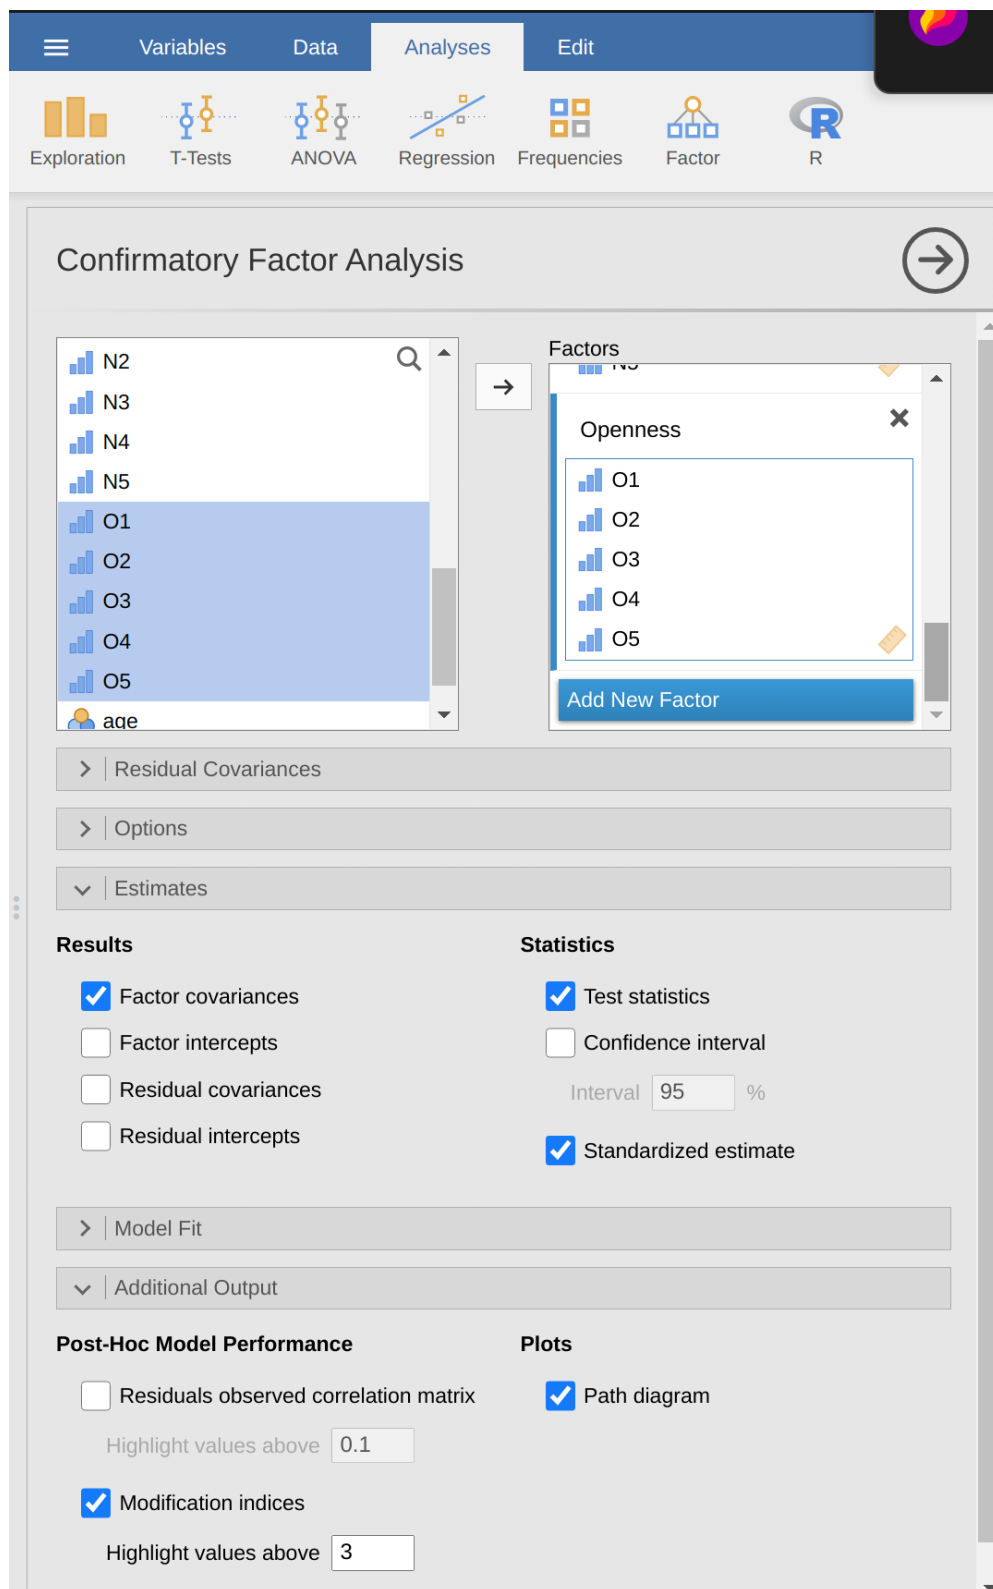 Variables Data Analyses Edit
Exploration T-Tests ANOVA Regression Frequencies Factor R
Confirmatory Factor Analysis
N2
N3
N4
N5
O1
O2
O3
O4
O5
age
Factors
Openness
O1
O2
O3
O4
O5
Add New Factor
Residual Covariances
Options
Estimates
Results
Factor covariances
Factor intercepts
Residual covariances
Residual intercepts
Statistics
Test statistics
Confidence interval
Interval 95 %
Standardized estimate
Model Fit
Additional Output
Post-Hoc Model Performance
Residuals observed correlation matrix
Highlight values above 0.1
Modification indices
Highlight values above 3
Plots
Path diagram